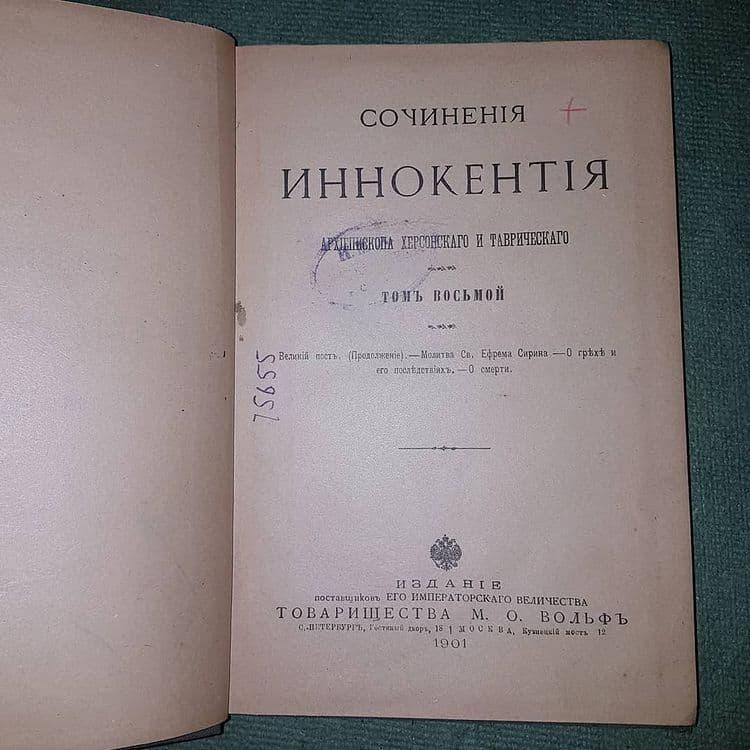 СОЧИНЕНІЯ
ИННОКЕНТІЯ
АРХІЕПИСКОПА ХЕРСОНСКАГО И ТАВРИЧЕСКАГО
ТОМЪ ВОСЬМОЙ
Великій постъ. (Продолженіе).—Молитва Св. Ефрема Сирина.—О грѣхѣ и
его послѣдствіяхъ.—О смерти.
75655
ИЗДАНІЕ
поставщиковъ ЕГО ИМПЕРАТОРСКАГО ВЕЛИЧЕСТВА
ТОВАРИЩЕСТВА М. О. ВОЛЬФЪ
С.-ПЕТЕРБУРГЪ, Гостиный дворъ, 18 | МОСКВА, Кузнецкій мостъ 12
1901